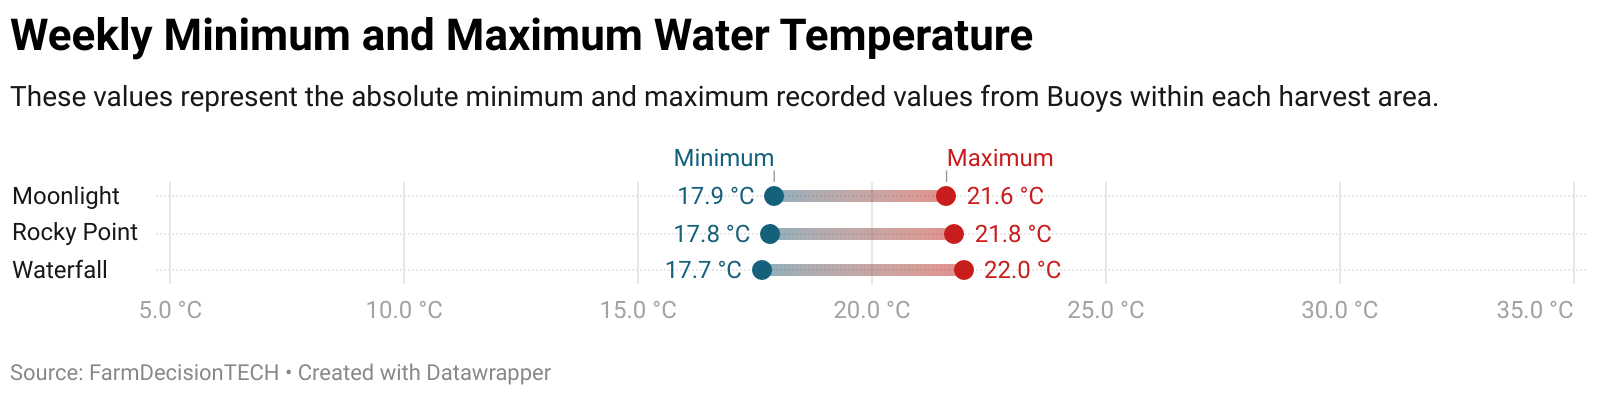 Weekly Minimum and Maximum Water Temperature
These values represent the absolute minimum and maximum recorded values from Buoys within each harvest area.
Minimum Maximum
Moonlight 17.9 °C 21.6 °C
Rocky Point 17.8 °C 21.8 °C
Waterfall 17.7 °C 22.0 °C
5.0 °C 10.0 °C 15.0 °C 20.0 °C 25.0 °C 30.0 °C 35.0 °C
Source: FarmDecisionTECH • Created with Datawrapper